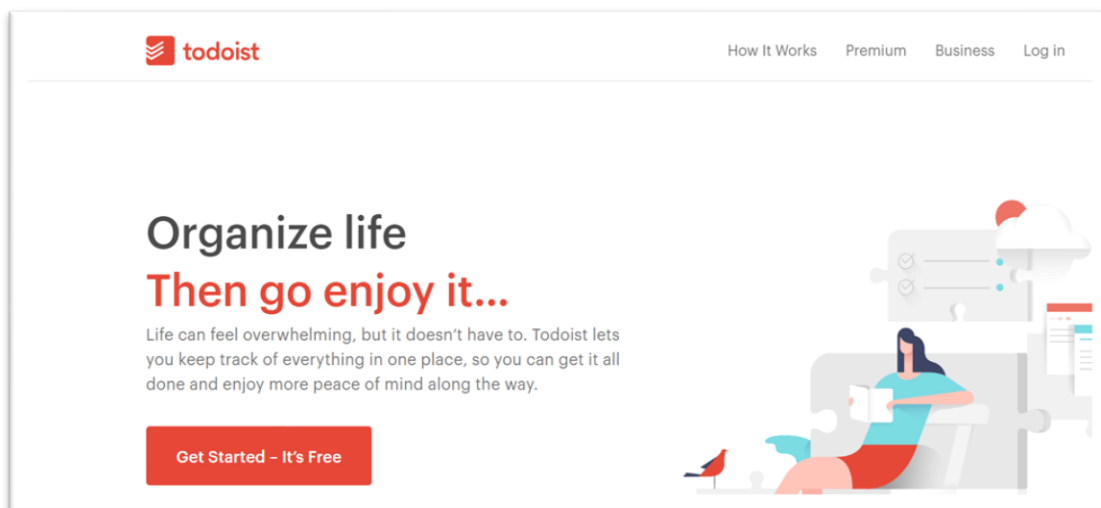 todoist
How It Works
Premium
Business
Log in
Organize life
Then go enjoy it...
Life can feel overwhelming, but it doesn’t have to. Todoist lets
you keep track of everything in one place, so you can get it all
done and enjoy more peace of mind along the way.
Get Started – It’s Free